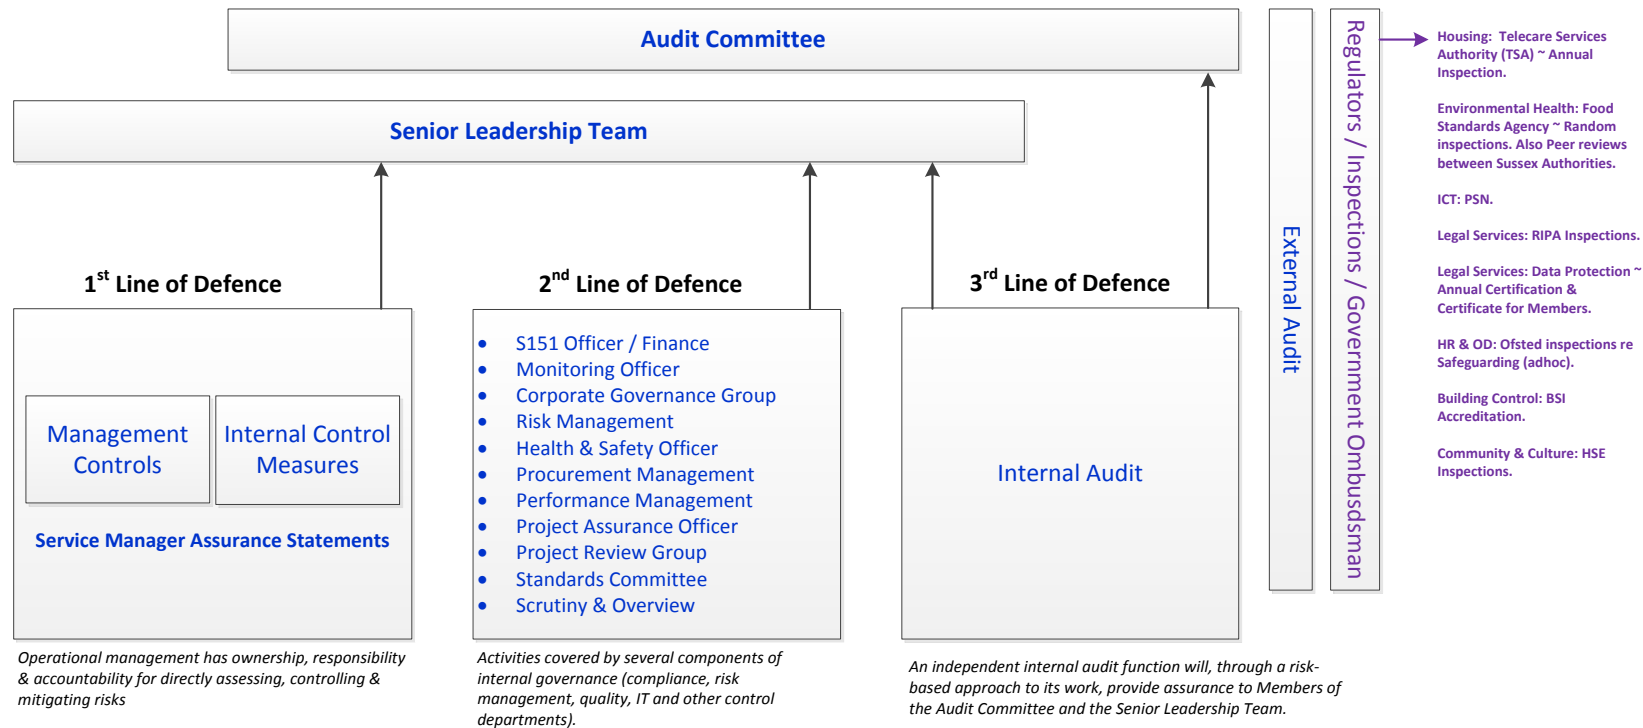 Audit Committee
Senior Leadership Team
1st Line of Defence
Management
Controls
Internal Control
Measures
Service Manager Assurance Statements
Operational management has ownership, responsibility
& accountability for directly assessing, controlling &
mitigating risks
2nd Line of Defence
• S151 Officer / Finance
• Monitoring Officer
• Corporate Governance Group
• Risk Management
• Health & Safety Officer
• Procurement Management
• Performance Management
• Project Assurance Officer
• Project Review Group
• Standards Committee
• Scrutiny & Overview
Activities covered by several components of
internal governance (compliance, risk
management, quality, IT and other control
departments).
3rd Line of Defence
Internal Audit
An independent internal audit function will, through a risk-
based approach to its work, provide assurance to Members of
the Audit Committee and the Senior Leadership Team.
External Audit
Regulators / Inspections / Government Ombusdsman
Housing: Telecare Services
Authority (TSA) ~ Annual
Inspection.
Environmental Health: Food
Standards Agency ~ Random
inspections. Also Peer reviews
between Sussex Authorities.
ICT: PSN.
Legal Services: RIPA Inspections.
Legal Services: Data Protection ~
Annual Certification &
Certificate for Members.
HR & OD: Ofsted inspections re
Safeguarding (adhoc).
Building Control: BSI
Accreditation.
Community & Culture: HSE
Inspections.